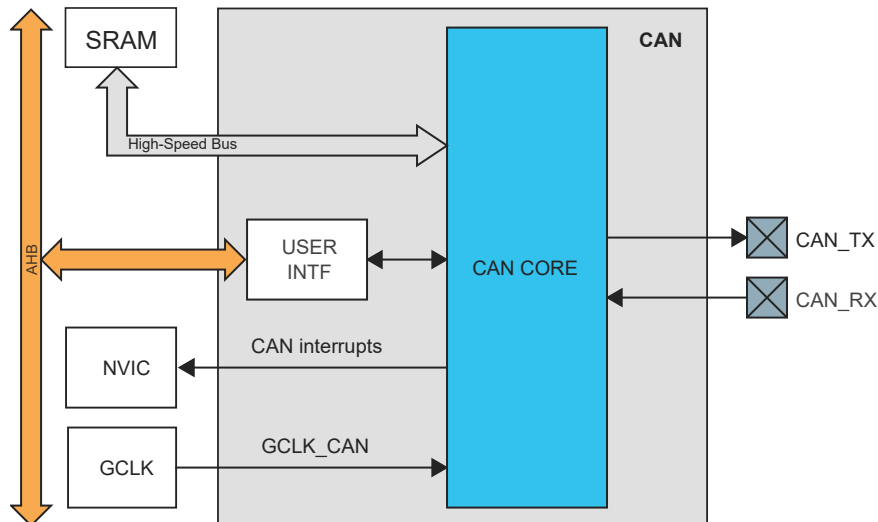 SRAM
CAN
High-Speed Bus
AHB
USER
INTF
CAN CORE
CAN_TX
CAN_RX
CAN interrupts
NVIC
GCLK_CAN
GCLK